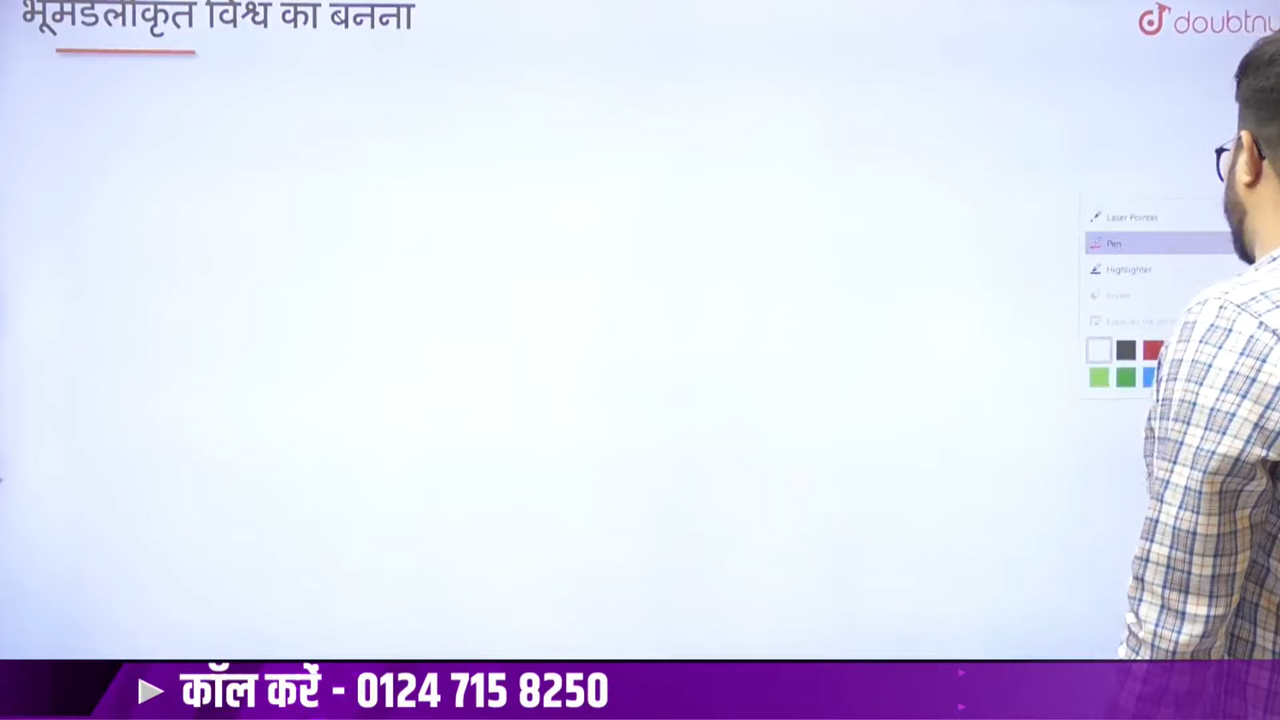 भूमंडलीकृत विश्व का बनना
doubtnu
Laser Pointer
Pen
Highlighter
कॉल करें - 0124 715 8250